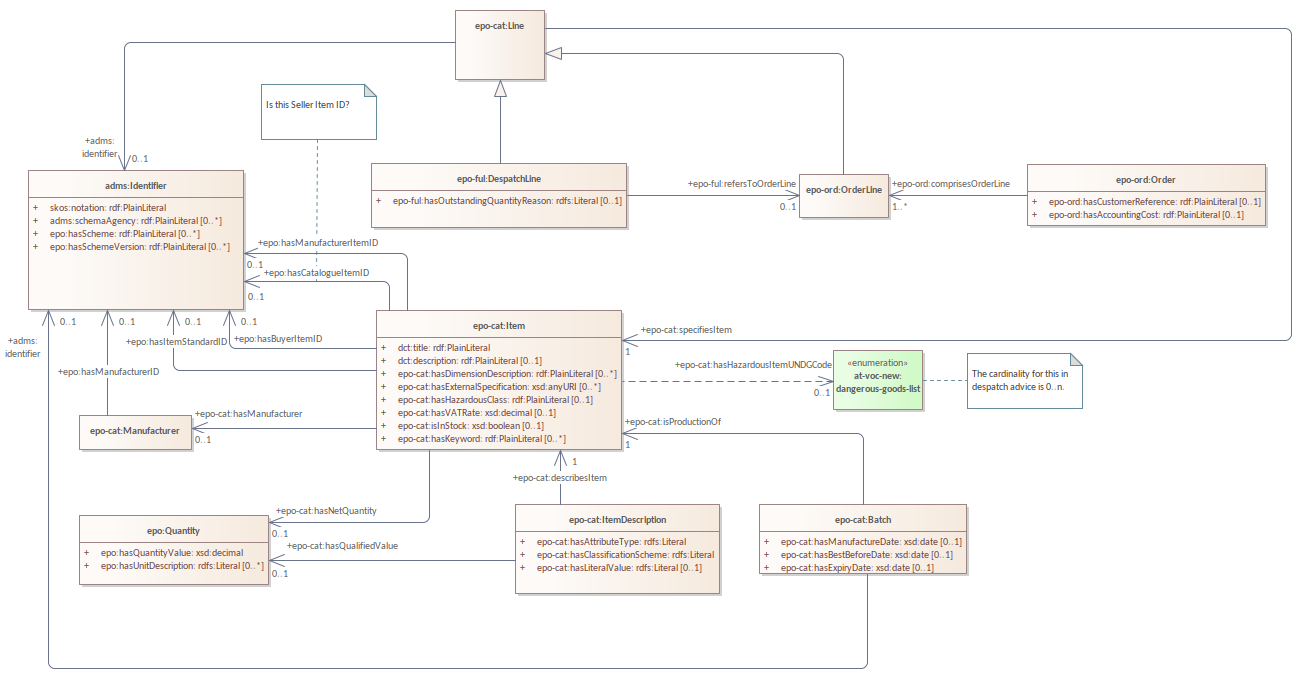 epo-cat:Line
Is this Seller Item ID?
+adms:
identifier
0..1
adms:Identifier
+ skos:notation: rdf:PlainLiteral
+ adms:schemaAgency: rdf:PlainLiteral [0..*]
+ epo:hasScheme: rdf:PlainLiteral [0..*]
+ epo:hasSchemeVersion: rdf:PlainLiteral [0..*]
epo-ful:DespatchLine
+ epo-ful:hasOutstandingQuantityReason: rdfs:Literal [0..1]
+epo-ful:refersToOrderLine
0..1
epo-ord:OrderLine
+epo-ord:comprisesOrderLine
1..*
epo-ord:Order
+ epo-ord:hasCustomerReference: rdf:PlainLiteral [0..1]
+ epo-ord:hasAccountingCost: rdf:PlainLiteral [0..1]
+epo:hasManufacturerItemID
0..1
+epo:hasCatalogueItemID
0..1
0..1
0..1
0..1
0..1
+adms:
identifier
+epo:hasItemStandardID
+epo:hasBuyerItemID
+epo:hasManufacturerID
epo-cat:Item
+ dct:title: rdf:PlainLiteral
+ dct:description: rdf:PlainLiteral [0..1]
+ epo-cat:hasDimensionDescription: rdf:PlainLiteral [0..*]
+ epo-cat:hasExternalSpecification: xsd:anyURI [0..*]
+ epo-cat:hasHazardousClass: rdf:PlainLiteral [0..1]
+ epo-cat:hasVATRate: xsd:decimal [0..1]
+ epo-cat:isInStock: xsd:boolean [0..1]
+ epo-cat:hasKeyword: rdf:PlainLiteral [0..*]
+epo-cat:specifiesItem
1
+epo-cat:hasHazardousItemUNDGCode
0..1
«enumeration»
at-voc-new:
dangerous-goods-list
The cardinality for this in
despatch advice is 0..n.
+epo-cat:hasManufacturer
0..1
epo-cat:Manufacturer
+epo-cat:isProductionOf
1
1
+epo-cat:describesItem
+epo-cat:hasNetQuantity
0..1
+epo-cat:hasQualifiedValue
0..1
epo:Quantity
+ epo:hasQuantityValue: xsd:decimal
+ epo:hasUnitDescription: rdfs:Literal [0..*]
epo-cat:ItemDescription
+ epo-cat:hasAttributeType: rdfs:Literal
+ epo-cat:hasClassificationScheme: rdfs:Literal
+ epo-cat:hasLiteralValue: rdfs:Literal [0..1]
epo-cat:Batch
+ epo-cat:hasManufactureDate: xsd:date [0..1]
+ epo-cat:hasBestBeforeDate: xsd:date [0..1]
+ epo-cat:hasExpiryDate: xsd:date [0..1]